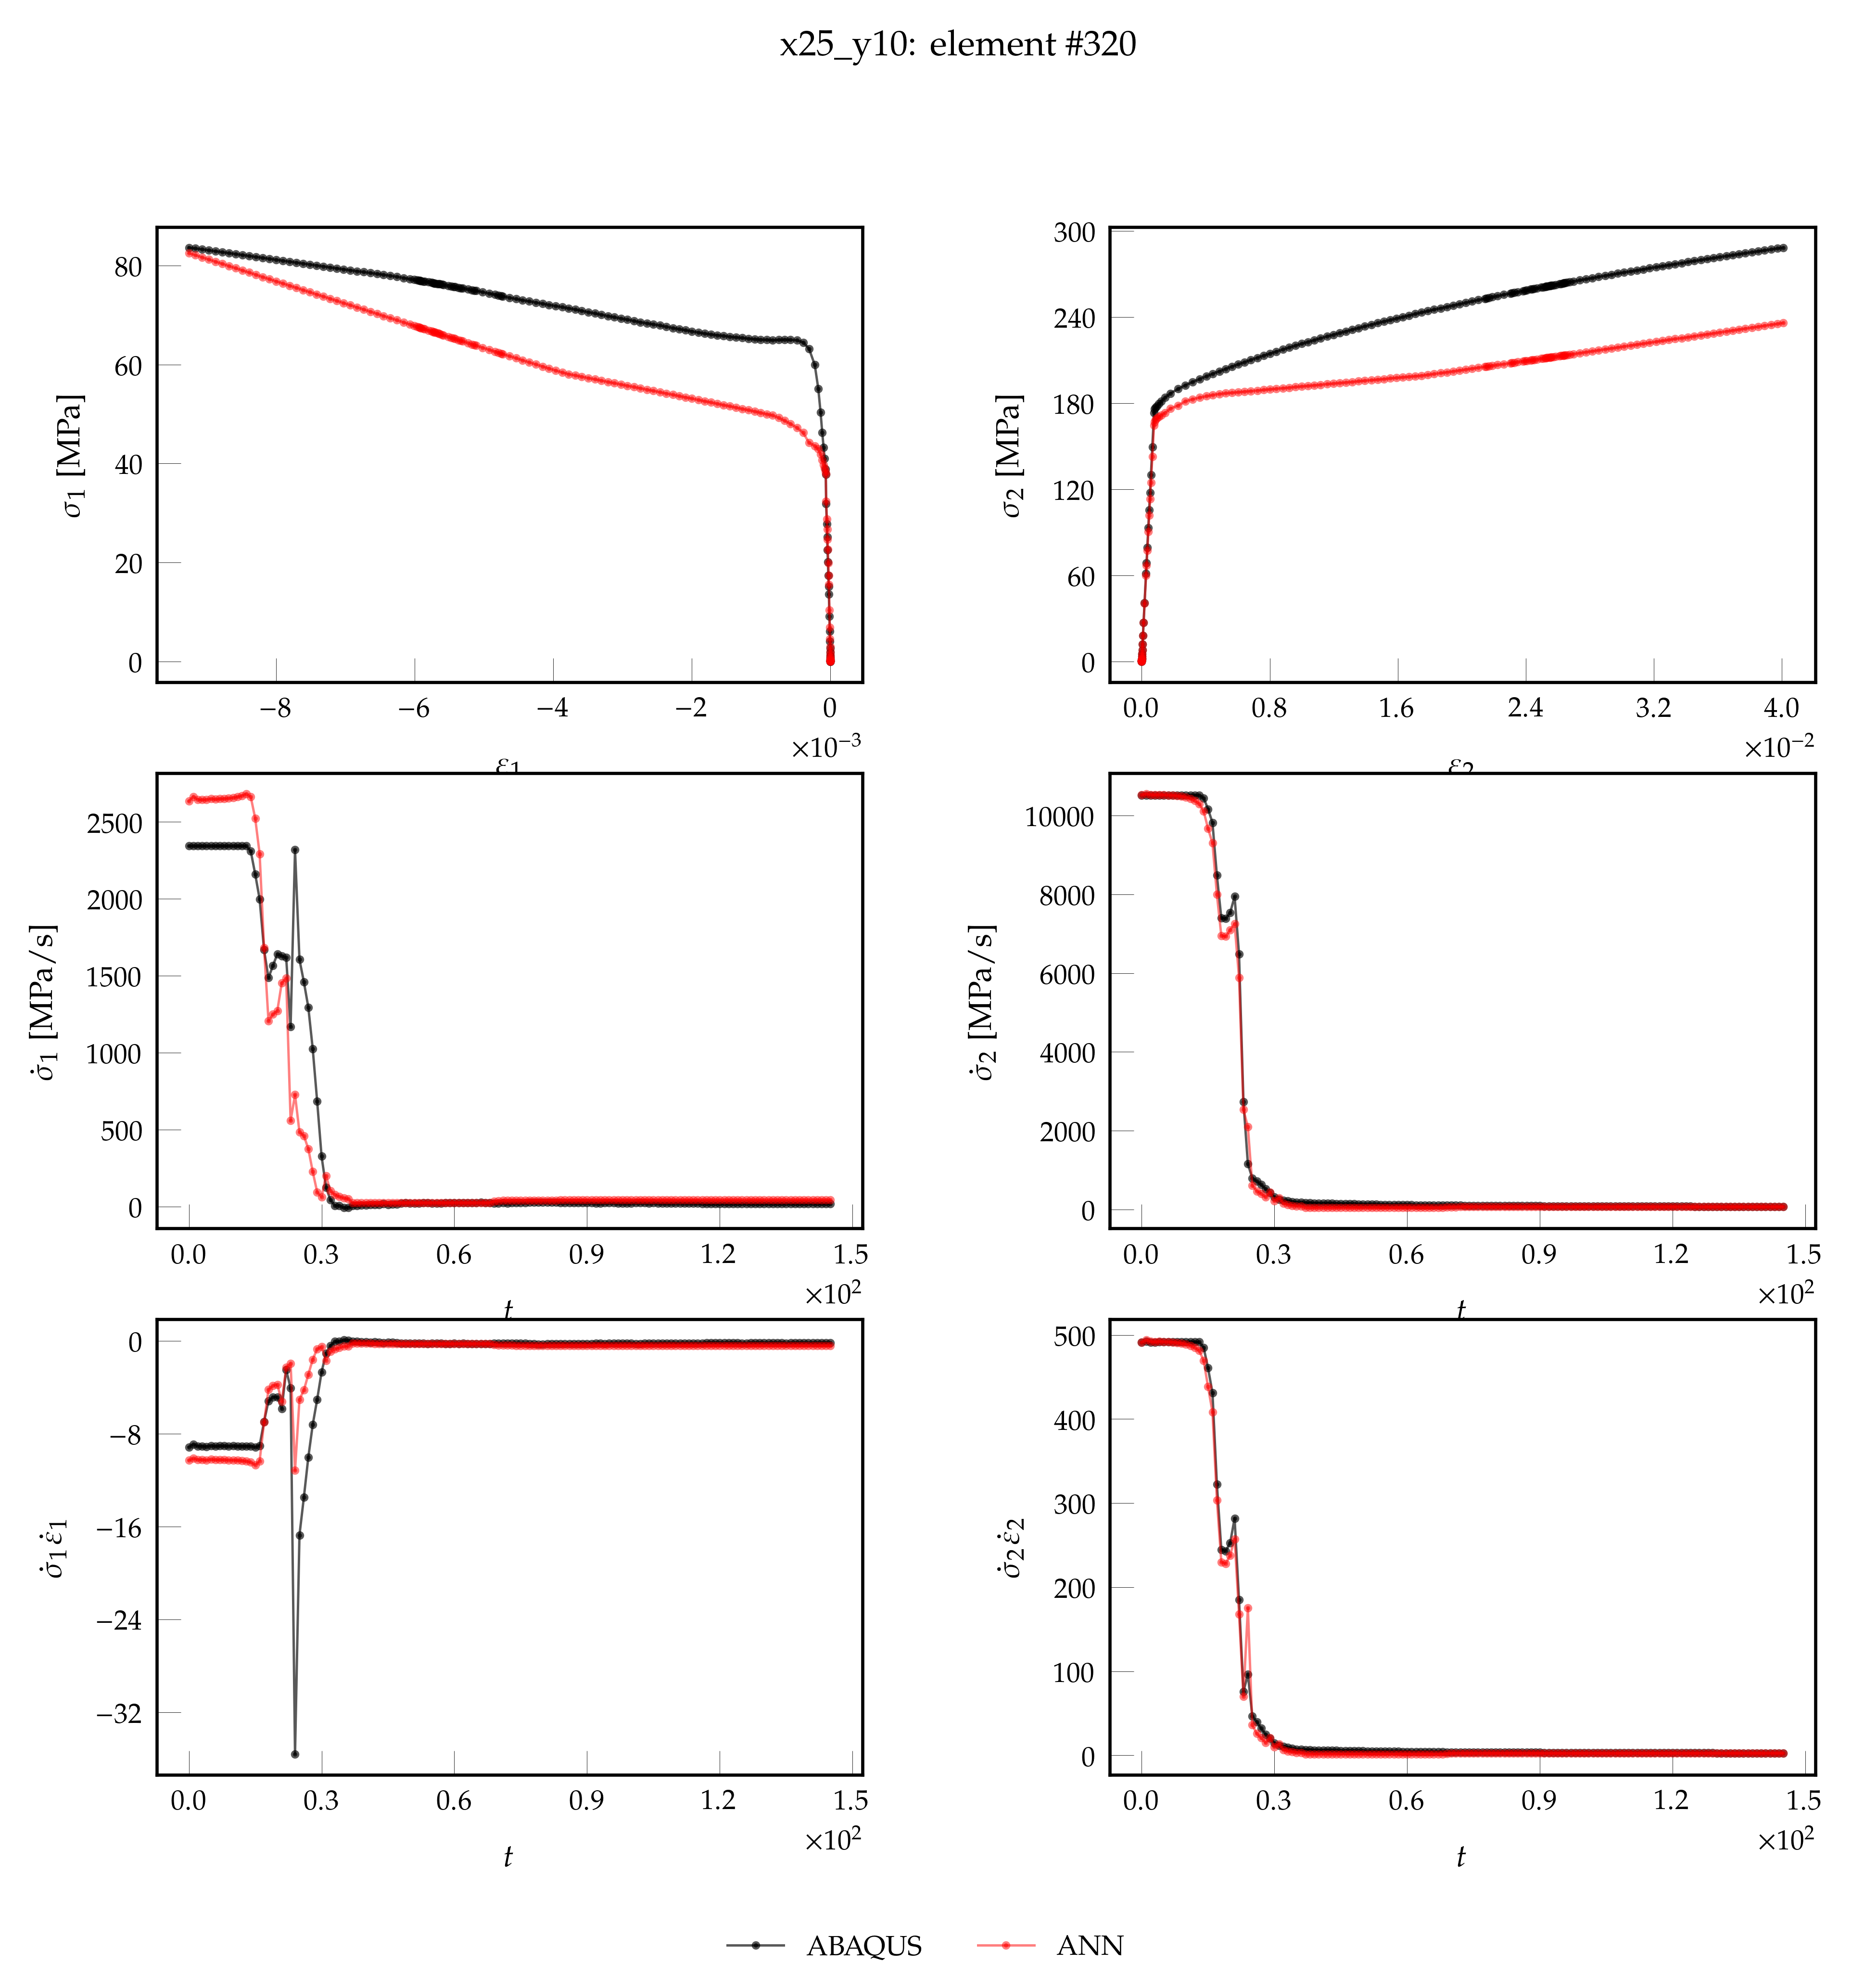 x25_y10: element #320
σ1 [MPa]
80
60
40
20
0
−8 −6 −4 −2 0
×10−3
ε1
σ2 [MPa]
300
240
180
120
60
0
0.0 0.8 1.6 2.4 3.2 4.0
×10−2
ε2
σ̇1 [MPa/s]
2500
2000
1500
1000
500
0
0.0 0.3 0.6 0.9 1.2 1.5
×102
t
σ̇2 [MPa/s]
10000
8000
6000
4000
2000
0
0.0 0.3 0.6 0.9 1.2 1.5
×102
t
σ̇1ε̇1
0
−8
−16
−24
−32
0.0 0.3 0.6 0.9 1.2 1.5
×102
t
σ̇2ε̇2
500
400
300
200
100
0
0.0 0.3 0.6 0.9 1.2 1.5
×102
t
ABAQUS ANN